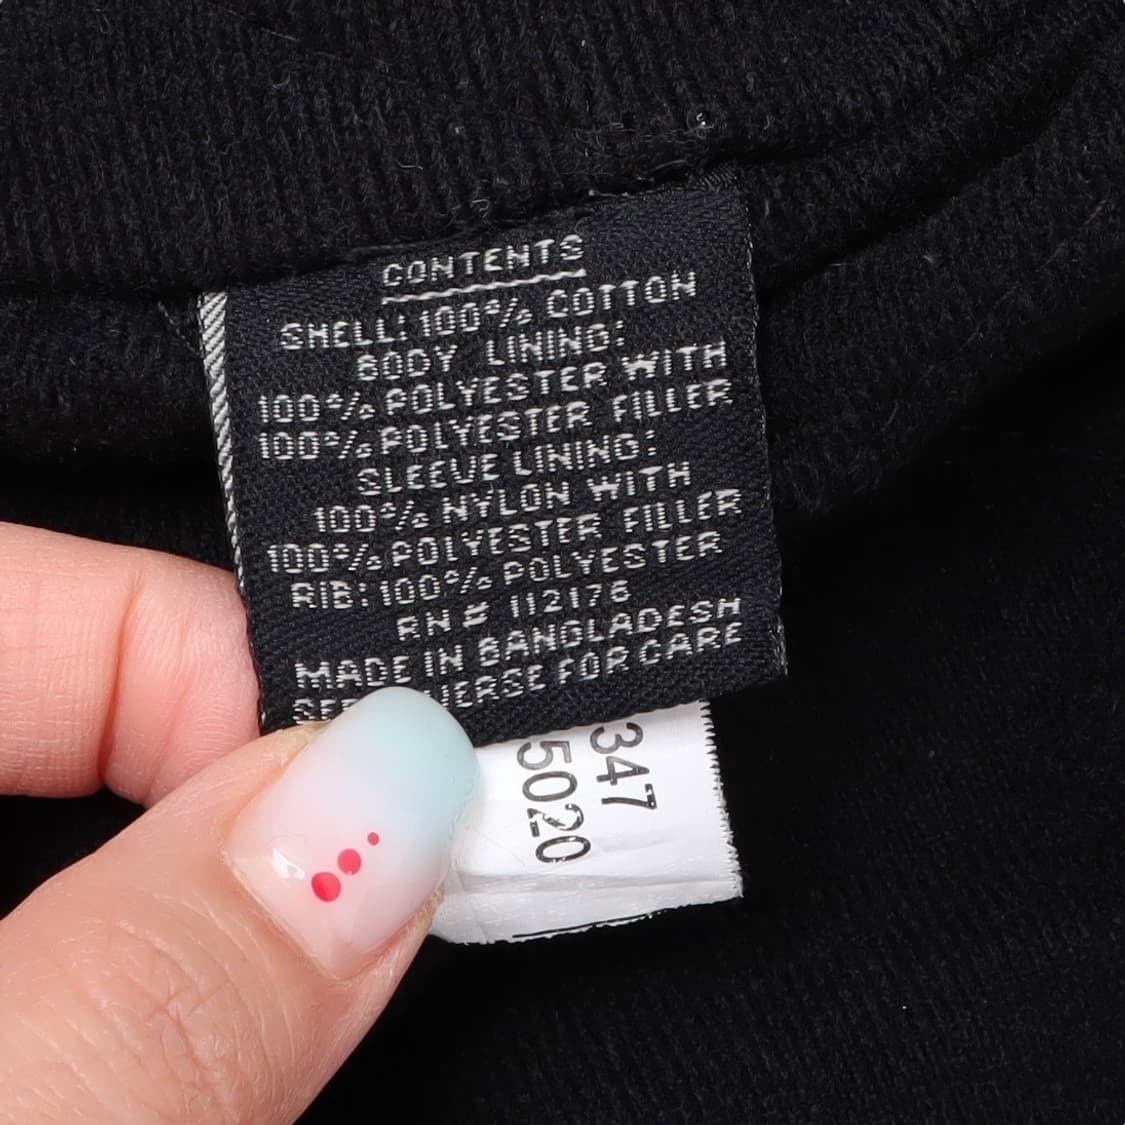 CONTENTS
SHELL: 100% COTTON
BODY LINING:
100% POLYESTER WITH
100% POLYESTER FILLER
SLEEVE LINING:
100% NYLON WITH
100% POLYESTER FILLER
RIB: 100% POLYESTER
RN# 112176
MADE IN BANGLADESH
FOR CARE
347
5020